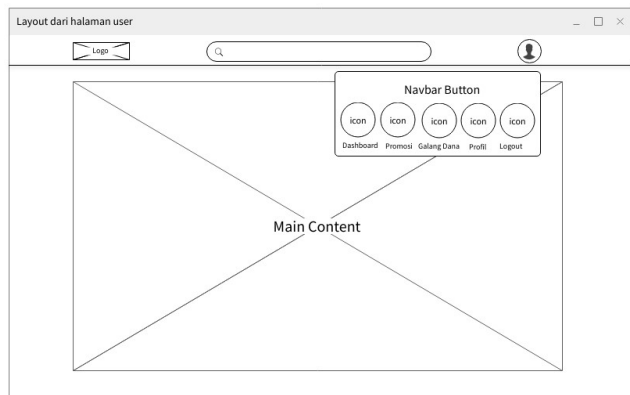 Layout dari halaman user
Logo
Navbar Button
icon icon icon icon icon
Dashboard Promosi Galang Dana Profil Logout
Main Content